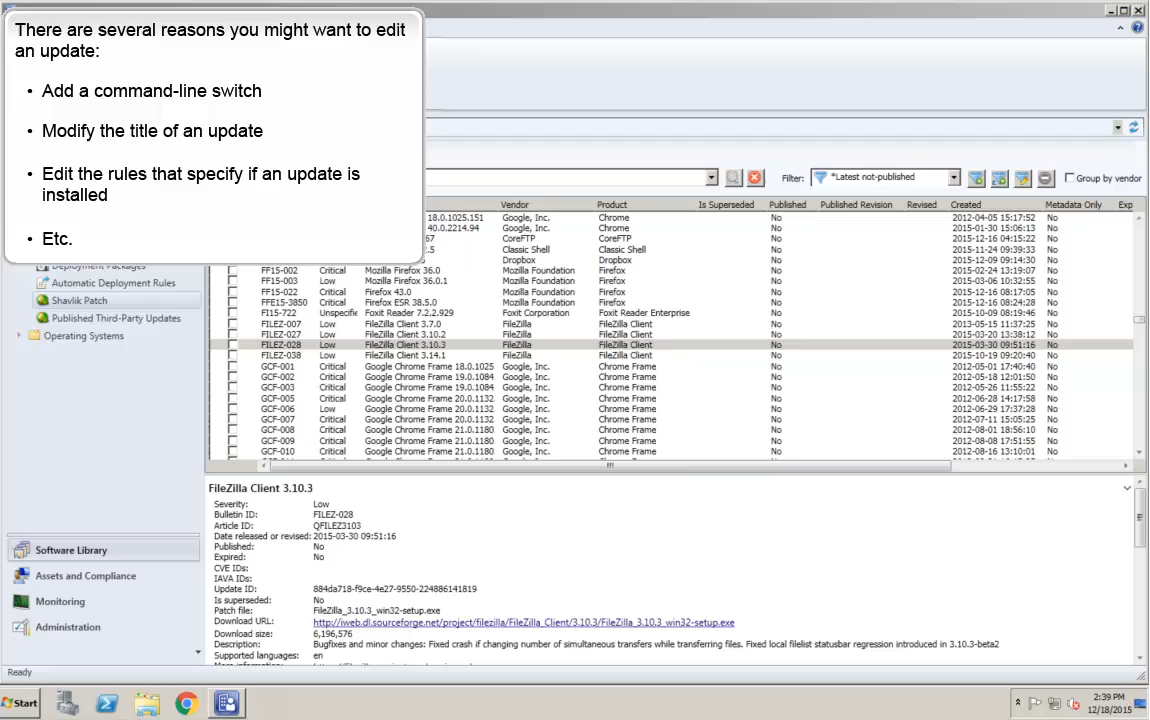 There are several reasons you might want to edit
an update:
• Add a command-line switch
• Modify the title of an update
• Edit the rules that specify if an update is
installed
• Etc.
Filter: *Latest not-published Group by vendor
Vendor Product Is Superseded Published Published Revision Revised Created Metadata Only Exp
18.0.1025.151 Google, Inc. Chrome No 2012-04-05 15:17:52 No
40.0.2214.94 Google, Inc. Chrome No 2015-01-30 15:06:13 No
67 CoreFTP CoreFTP No 2015-12-16 04:15:22 No
.5 Classic Shell Classic Shell No 2015-11-24 09:39:33 No
Dropbox Dropbox No 2015-12-09 09:14:30 No
FF15-002 Critical Mozilla Firefox 36.0 Mozilla Foundation Firefox No 2015-02-24 13:19:07 No
FF15-003 Low Mozilla Firefox 36.0.1 Mozilla Foundation Firefox No 2015-03-06 10:32:55 No
FF15-022 Critical Firefox 43.0 Mozilla Foundation Firefox No 2015-12-16 08:17:05 No
FFE15-3850 Critical Firefox ESR 38.5.0 Mozilla Foundation Firefox No 2015-12-16 08:24:28 No
FI15-722 Unspecifie Foxit Reader 7.2.2.929 Foxit Corporation Foxit Reader Enterprise No 2015-10-09 08:19:46 No
FILEZ-007 Low FileZilla Client 3.7.0 FileZilla FileZilla Client No 2013-05-15 11:37:25 No
FILEZ-027 Low FileZilla Client 3.10.2 FileZilla FileZilla Client No 2015-03-20 13:38:12 No
FILEZ-028 Low FileZilla Client 3.10.3 FileZilla FileZilla Client No 2015-03-30 09:51:16 No
FILEZ-038 Low FileZilla Client 3.14.1 FileZilla FileZilla Client No 2015-10-19 09:20:40 No
GCF-001 Critical Google Chrome Frame 18.0.1025 Google, Inc. Chrome Frame No 2012-05-01 17:40:40 No
GCF-002 Critical Google Chrome Frame 19.0.1084 Google, Inc. Chrome Frame No 2012-05-18 12:01:50 No
GCF-003 Critical Google Chrome Frame 19.0.1084 Google, Inc. Chrome Frame No 2012-05-26 11:55:22 No
GCF-005 Critical Google Chrome Frame 20.0.1132 Google, Inc. Chrome Frame No 2012-06-28 14:17:58 No
GCF-006 Low Google Chrome Frame 20.0.1132 Google, Inc. Chrome Frame No 2012-06-29 17:37:28 No
GCF-007 Critical Google Chrome Frame 20.0.1132 Google, Inc. Chrome Frame No 2012-07-11 15:05:25 No
GCF-008 Critical Google Chrome Frame 21.0.1180 Google, Inc. Chrome Frame No 2012-08-01 18:56:10 No
GCF-009 Critical Google Chrome Frame 21.0.1180 Google, Inc. Chrome Frame No 2012-08-08 17:51:55 No
GCF-010 Critical Google Chrome Frame 21.0.1180 Google, Inc. Chrome Frame No 2012-08-16 13:10:01 No
Deployment Packages
Automatic Deployment Rules
Shavlik Patch
Published Third-Party Updates
Operating Systems
Software Library
Assets and Compliance
Monitoring
Administration
FileZilla Client 3.10.3
Severity: Low
Bulletin ID: FILEZ-028
Article ID: QFILEZ3103
Date released or revised: 2015-03-30 09:51:16
Published: No
Expired: No
CVE IDs:
IAVA IDs:
Update ID: 884da718-f9ce-4e27-9550-224886141819
Is superseded: No
Patch file: FileZilla_3.10.3_win32-setup.exe
Download URL: http://web.dl.sourceforge.net/project/filezilla/FileZilla_Client/3.10.3/FileZilla_3.10.3_win32-setup.exe
Download size: 6,196,576
Description: Bugfixes and minor changes: Fixed crash if changing number of simultaneous transfers while transferring files. Fixed local filelist statusbar regression introduced in 3.10.3-beta2
Supported languages: en
Ready
Start
2:39 PM
12/18/2015